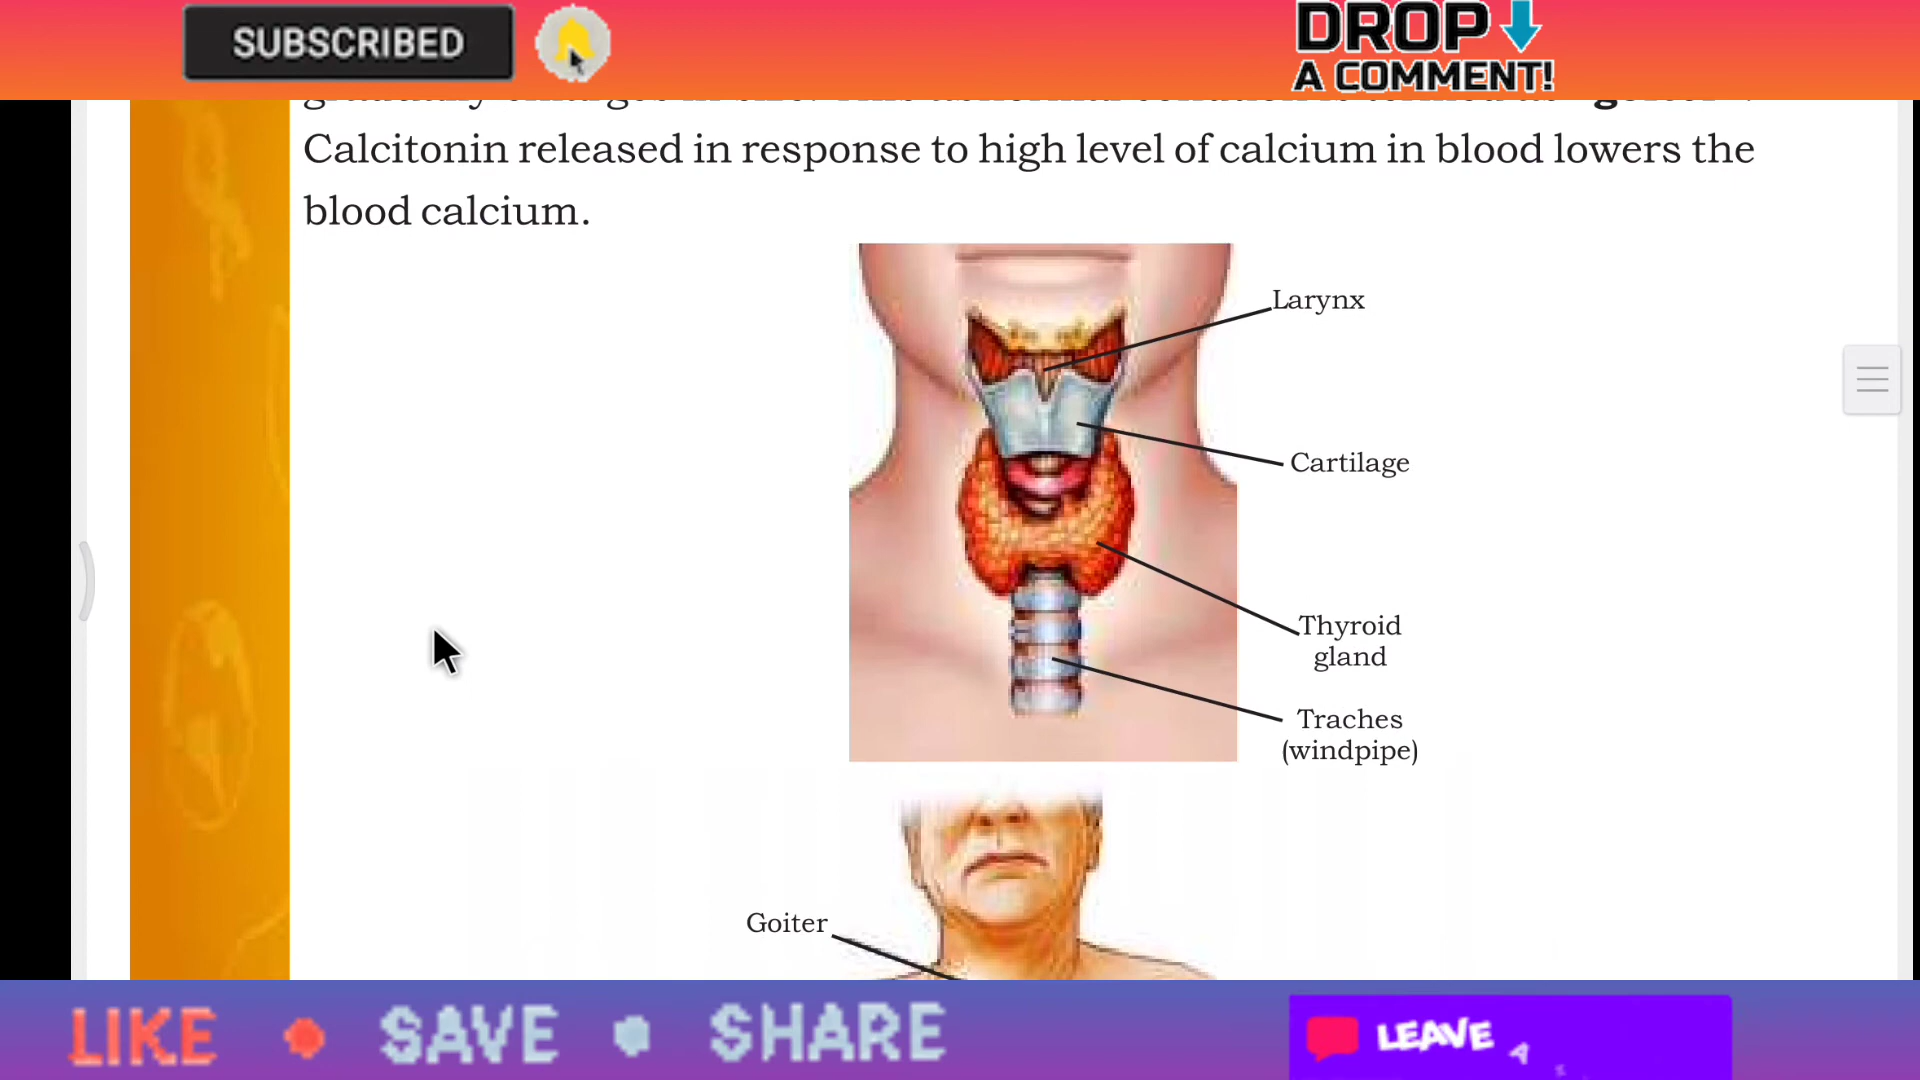 SUBSCRIBED
DROP
A COMMENT!
Calcitonin released in response to high level of calcium in blood lowers the
blood calcium.
Larynx
Cartilage
Thyroid
gland
Traches
(windpipe)
Goiter
LIKE SAVE SHARE
LEAVE A